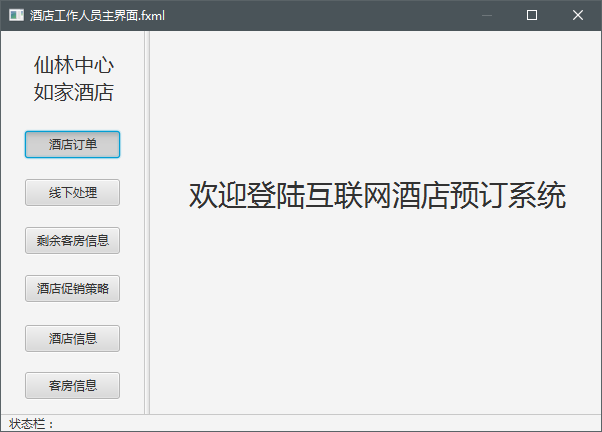 酒店工作人员主界面.fxml
仙林中心
如家酒店
酒店订单
线下处理
剩余客房信息
酒店促销策略
酒店信息
客房信息
欢迎登陆互联网酒店预订系统
状态栏：